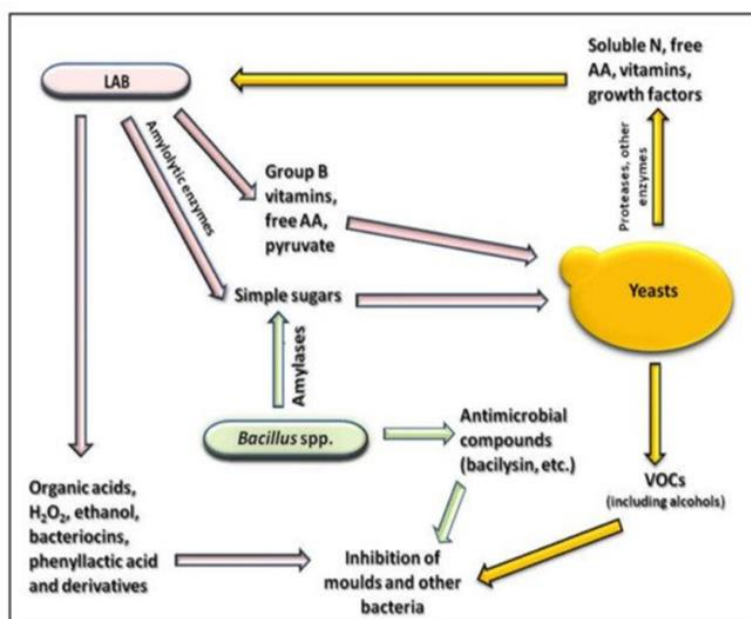 LAB
Soluble N, free
AA, vitamins,
growth factors
Amylolytic enzymes
Proteases, other
enzymes
Group B
vitamins,
free AA,
pyruvate
Simple sugars
Yeasts
Amylases
Bacillus spp.
Antimicrobial
compounds
(bacilysin, etc.)
VOCs
(including alcohols)
Organic acids,
H₂O₂, ethanol,
bacteriocins,
phenyllactic acid
and derivatives
Inhibition of
moulds and other
bacteria